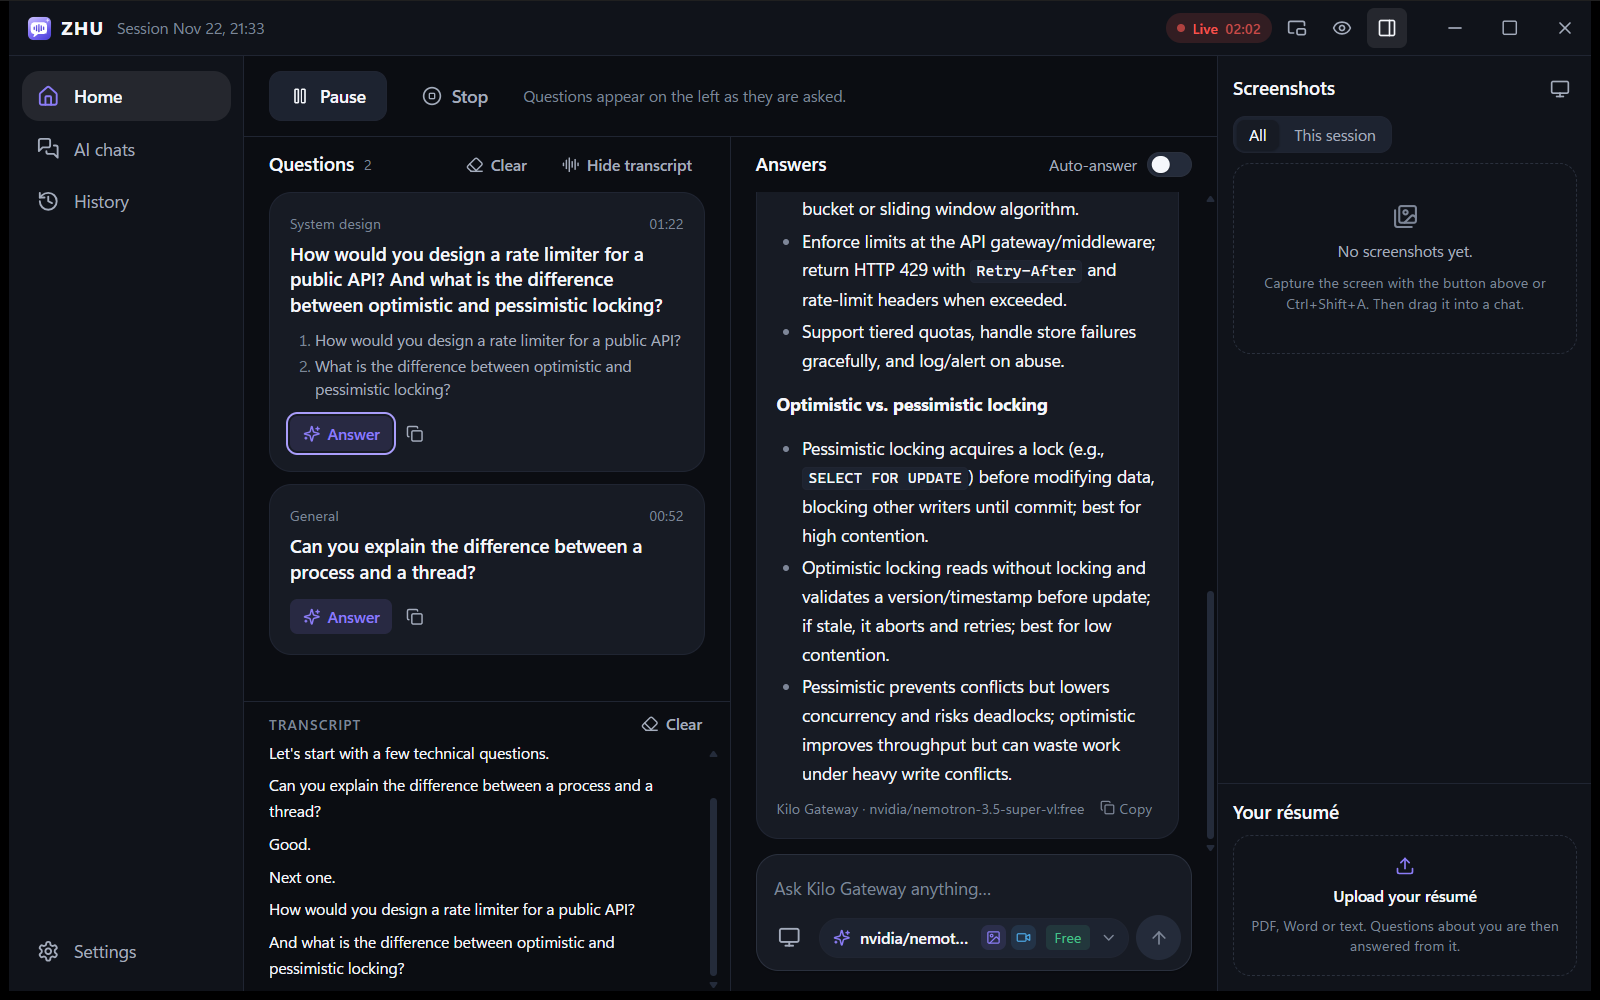 ZHU Session Nov 22, 21:33
Live 02:02
Home
AI chats
History
Settings
Pause
Stop
Questions appear on the left as they are asked.
Questions 2
Clear
Hide transcript
System design 01:22
How would you design a rate limiter for a
public API? And what is the difference
between optimistic and pessimistic locking?
1. How would you design a rate limiter for a public API?
2. What is the difference between optimistic and
pessimistic locking?
Answer
General 00:52
Can you explain the difference between a
process and a thread?
Answer
TRANSCRIPT
Clear
Let's start with a few technical questions.
Can you explain the difference between a process and a
thread?
Good.
Next one.
How would you design a rate limiter for a public API?
And what is the difference between optimistic and
pessimistic locking?
Answers
Auto-answer
bucket or sliding window algorithm.
• Enforce limits at the API gateway/middleware;
return HTTP 429 with Retry-After and
rate-limit headers when exceeded.
• Support tiered quotas, handle store failures
gracefully, and log/alert on abuse.
Optimistic vs. pessimistic locking
• Pessimistic locking acquires a lock (e.g.,
SELECT FOR UPDATE) before modifying data,
blocking other writers until commit; best for
high contention.
• Optimistic locking reads without locking and
validates a version/timestamp before update;
if stale, it aborts and retries; best for low
contention.
• Pessimistic prevents conflicts but lowers
concurrency and risks deadlocks; optimistic
improves throughput but can waste work
under heavy write conflicts.
Kilo Gateway · nvidia/nemotron-3.5-super-vl:free
Copy
Ask Kilo Gateway anything...
nvidia/nemot...
Free
Screenshots
All
This session
No screenshots yet.
Capture the screen with the button above or
Ctrl+Shift+A. Then drag it into a chat.
Your résumé
Upload your résumé
PDF, Word or text. Questions about you are then
answered from it.